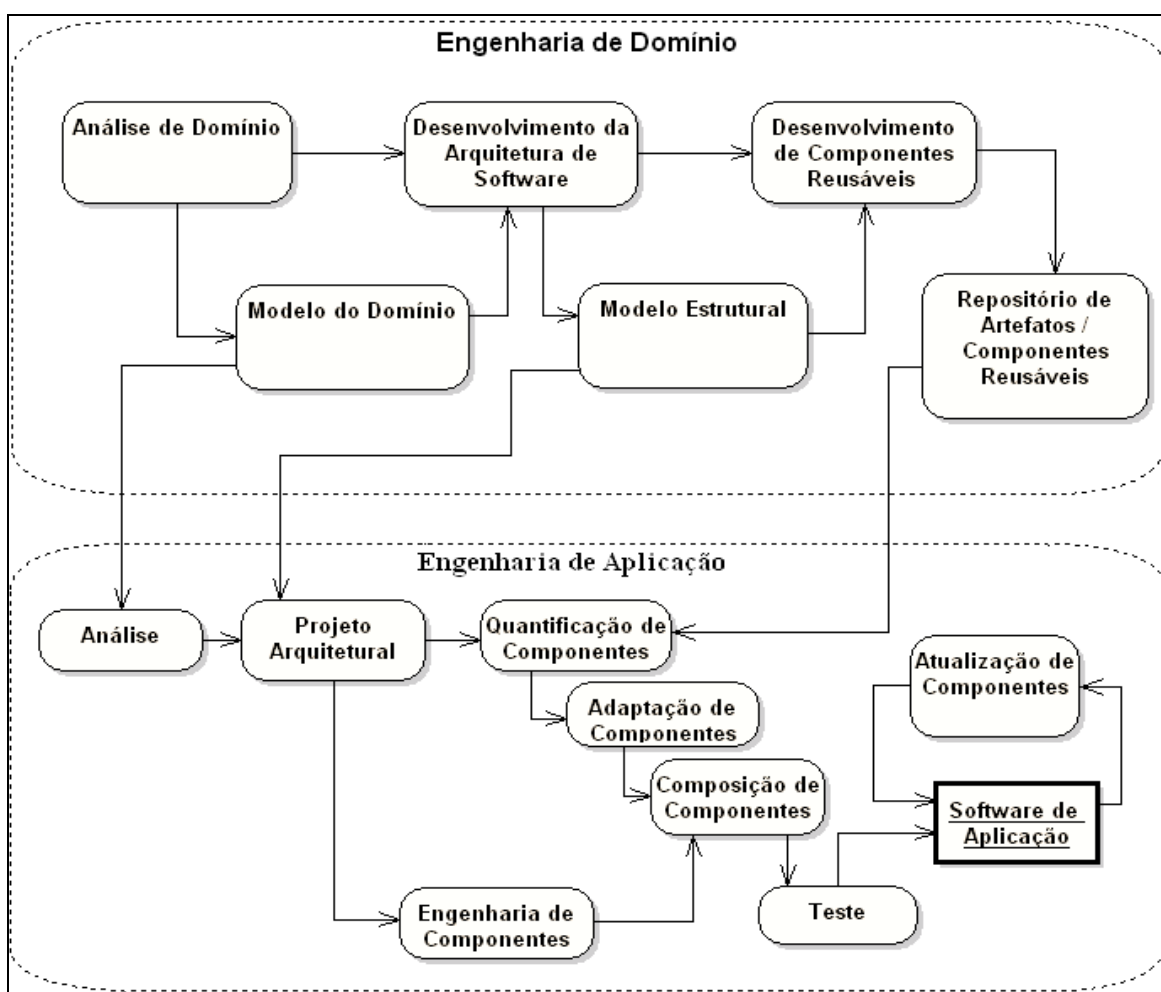 Engenharia de Domínio
Análise de Domínio
Desenvolvimento da
Arquitetura de
Software
Desenvolvimento
de Componentes
Reusáveis
Modelo do Domínio
Modelo Estrutural
Repositório de
Artefatos /
Componentes
Reusáveis
Engenharia de Aplicação
Análise
Projeto
Arquitetural
Quantificação de
Componentes
Adaptação de
Componentes
Composição de
Componentes
Atualização de
Componentes
Software de
Aplicação
Engenharia de
Componentes
Teste